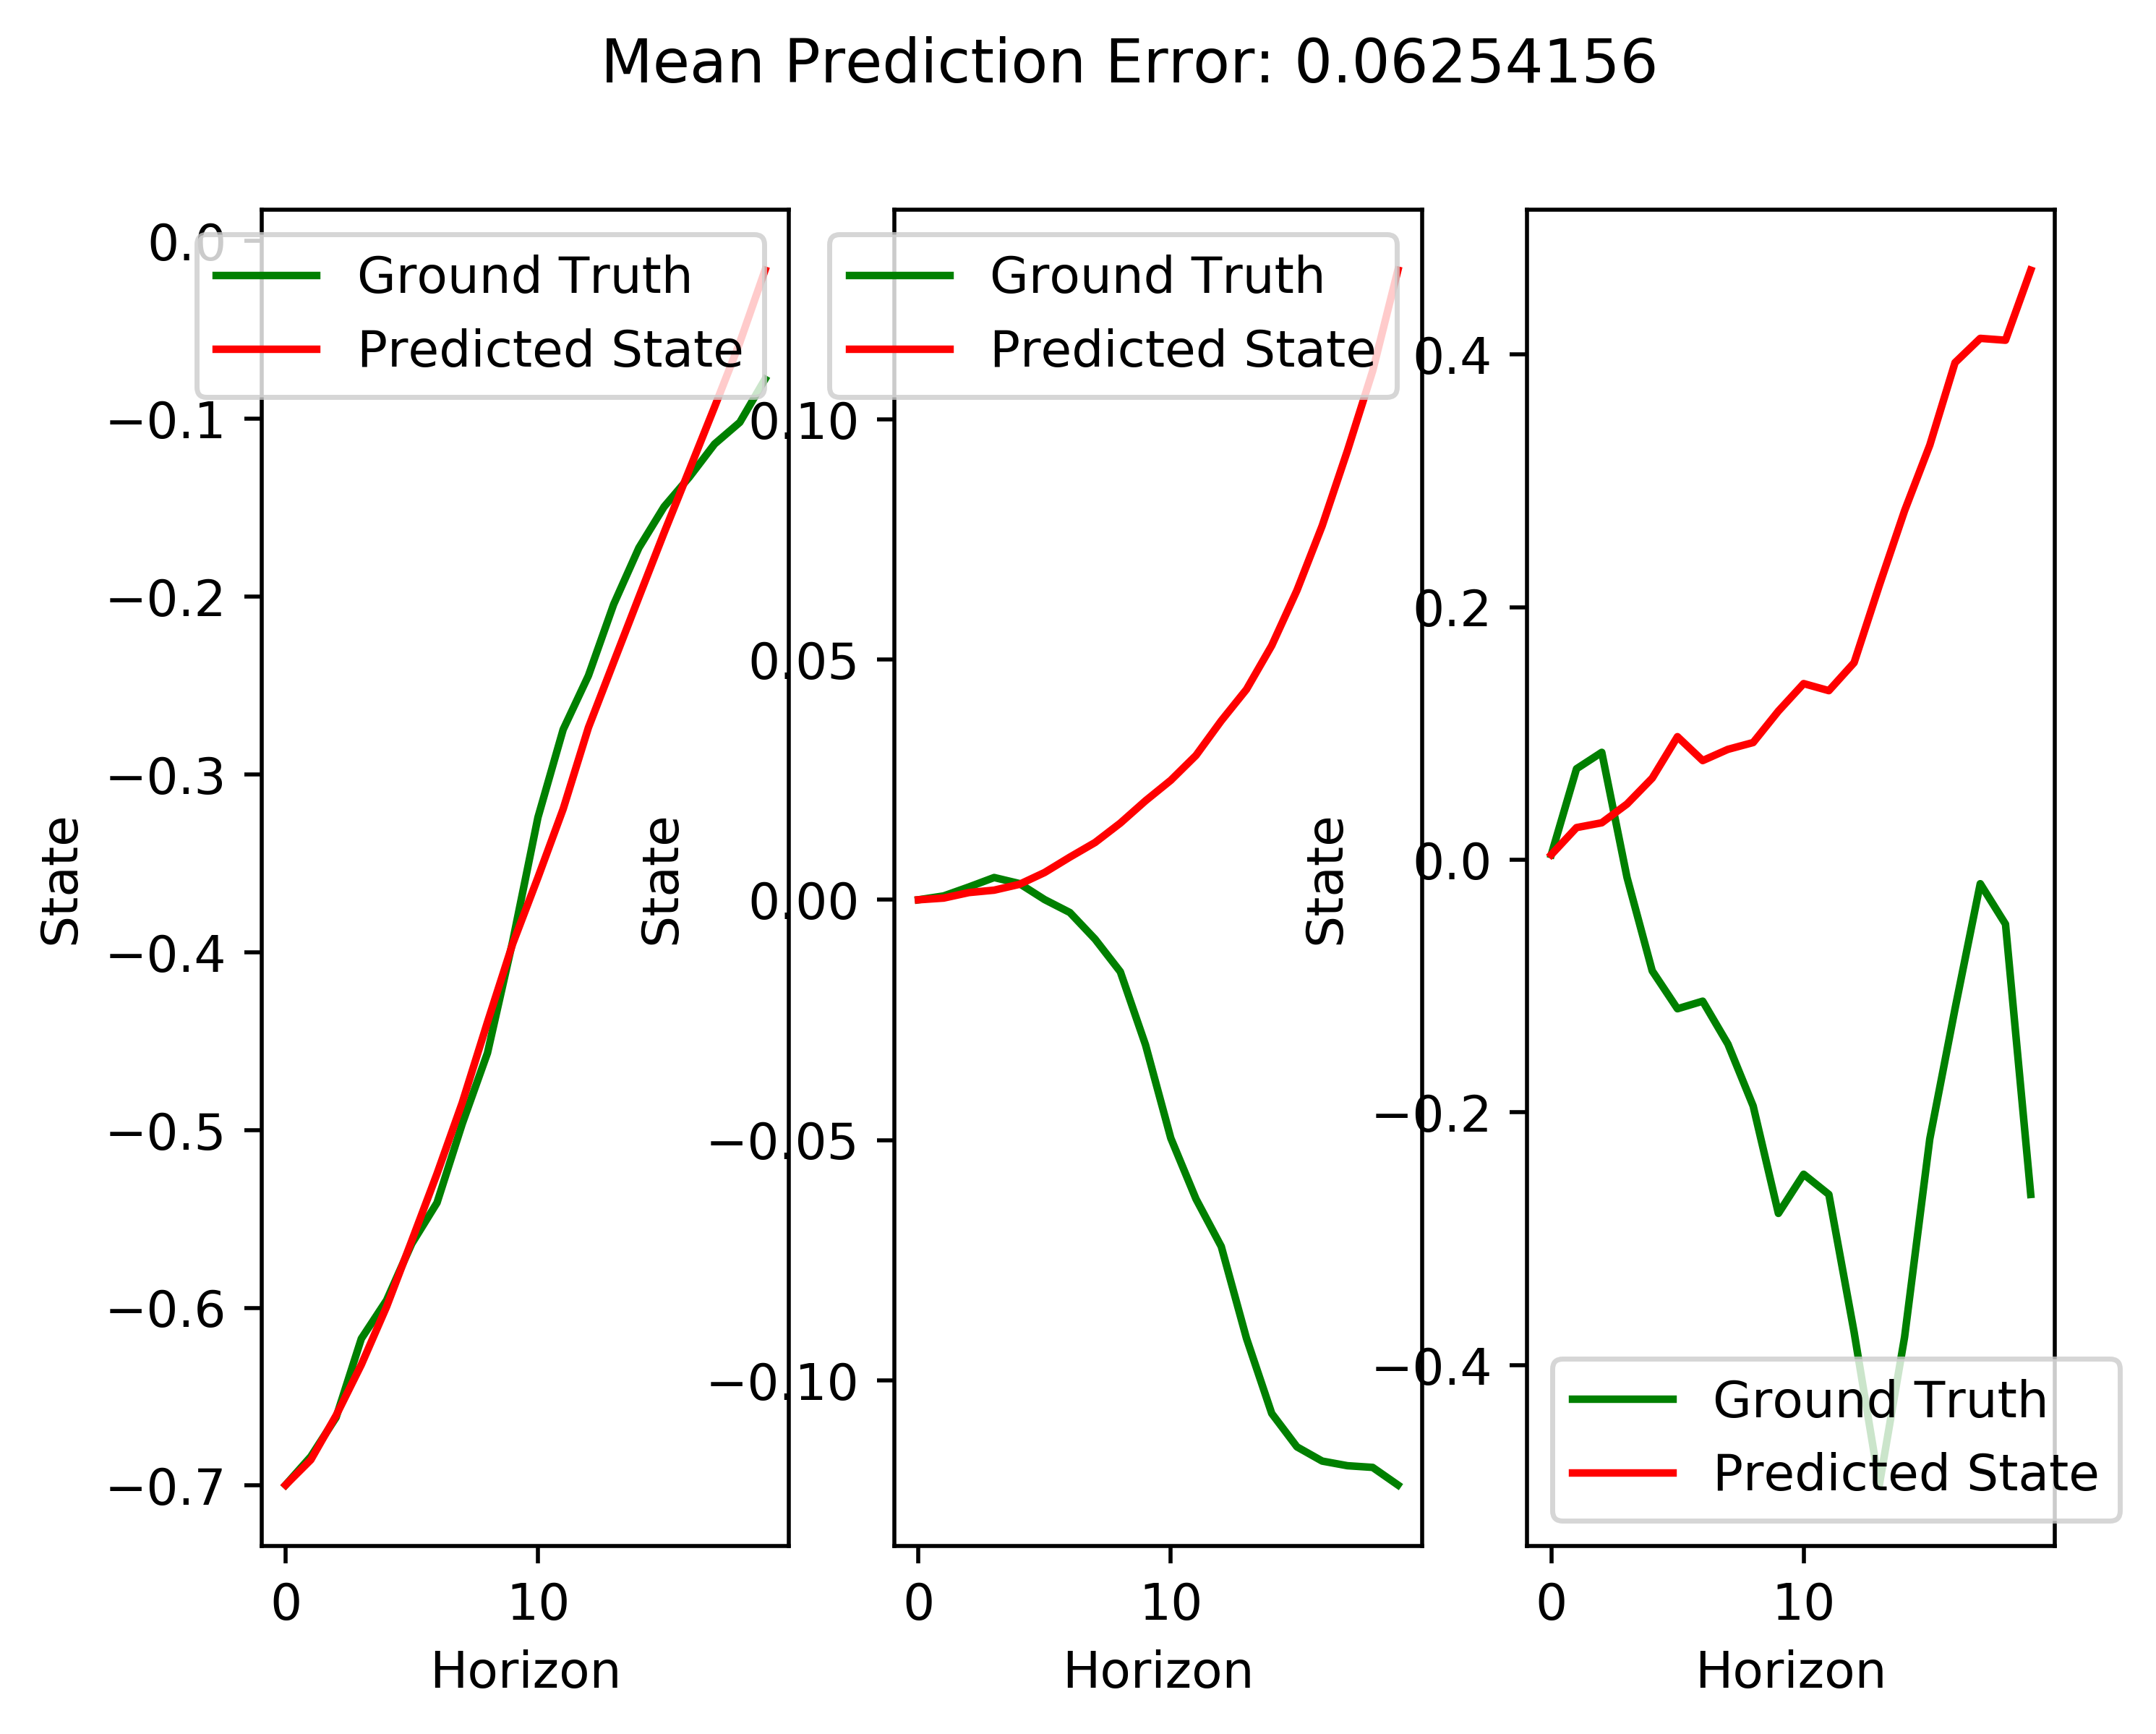 Mean Prediction Error: 0.06254156
Ground Truth
Predicted State
0.0
−0.1
−0.2
−0.3
−0.4
−0.5
−0.6
−0.7
State
0
10
Horizon
Ground Truth
Predicted State
0.10
0.05
0.00
−0.05
−0.10
State
0
10
Horizon
0.4
0.2
0.0
−0.2
−0.4
State
Ground Truth
Predicted State
0
10
Horizon